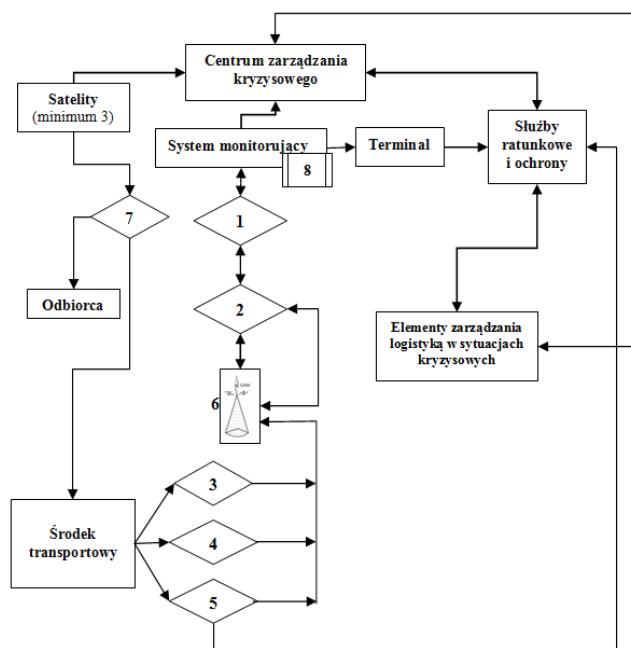 Centrum zarządzania
kryzysowego
Satelity
(minimum 3)
System monitorujący
8
Terminal
Służby
ratunkowe
i ochrony
7
1
Odbiorca
2
Elementy zarządzania
logistyką w sytuacjach
kryzysowych
6
3
Środek
transportowy
4
5